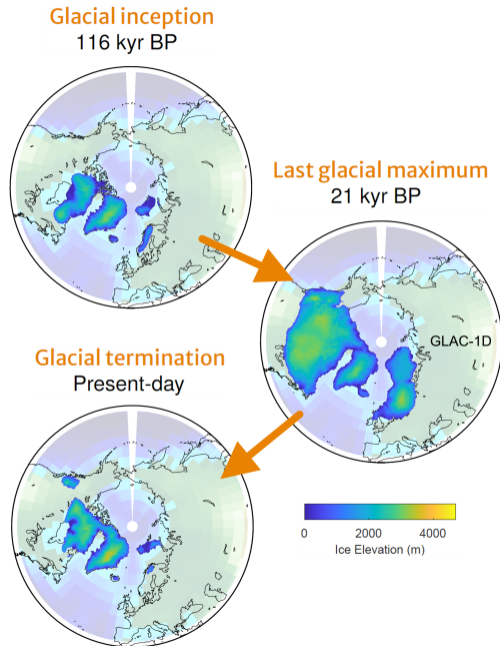 Glacial inception
116 kyr BP
Last glacial maximum
21 kyr BP
GLAC-1D
Glacial termination
Present-day
0 2000 4000
Ice Elevation (m)